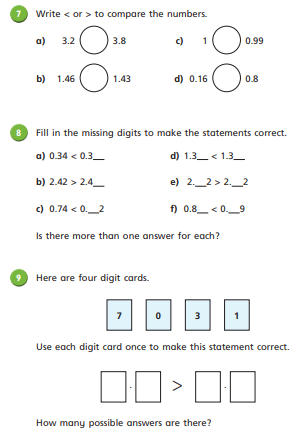 7 Write < or > to compare the numbers.
a) 3.2 3.8 c) 1 0.99
b) 1.46 1.43 d) 0.16 0.8
8 Fill in the missing digits to make the statements correct.
a) 0.34 < 0.3__ d) 1.3__ < 1.3__
b) 2.42 > 2.4__ e) 2.__2 > 2.__2
c) 0.74 < 0.__2 f) 0.8__ < 0.__9
Is there more than one answer for each?
9 Here are four digit cards.
7 0 3 1
Use each digit card once to make this statement correct.
. > .
How many possible answers are there?